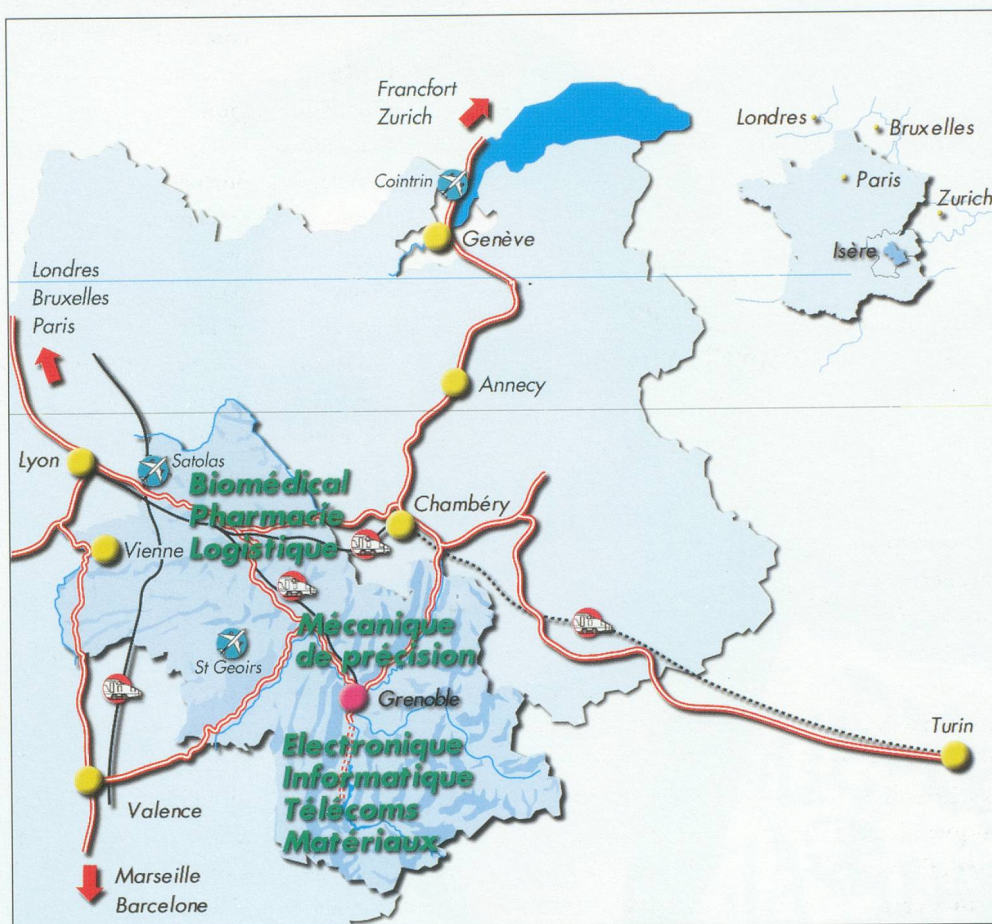 Francfort
Zurich
Cointrin
Genève
Londres
Bruxelles
Paris
Zurich
Isère
Londres
Bruxelles
Paris
Annecy
Lyon
Satolas
Biomédical
Pharmacie
Logistique
Chambéry
Vienne
Mécanique
de précision
St Geoirs
Grenoble
Electronique
Informatique
Télécoms
Matériaux
Turin
Valence
Marseille
Barcelone